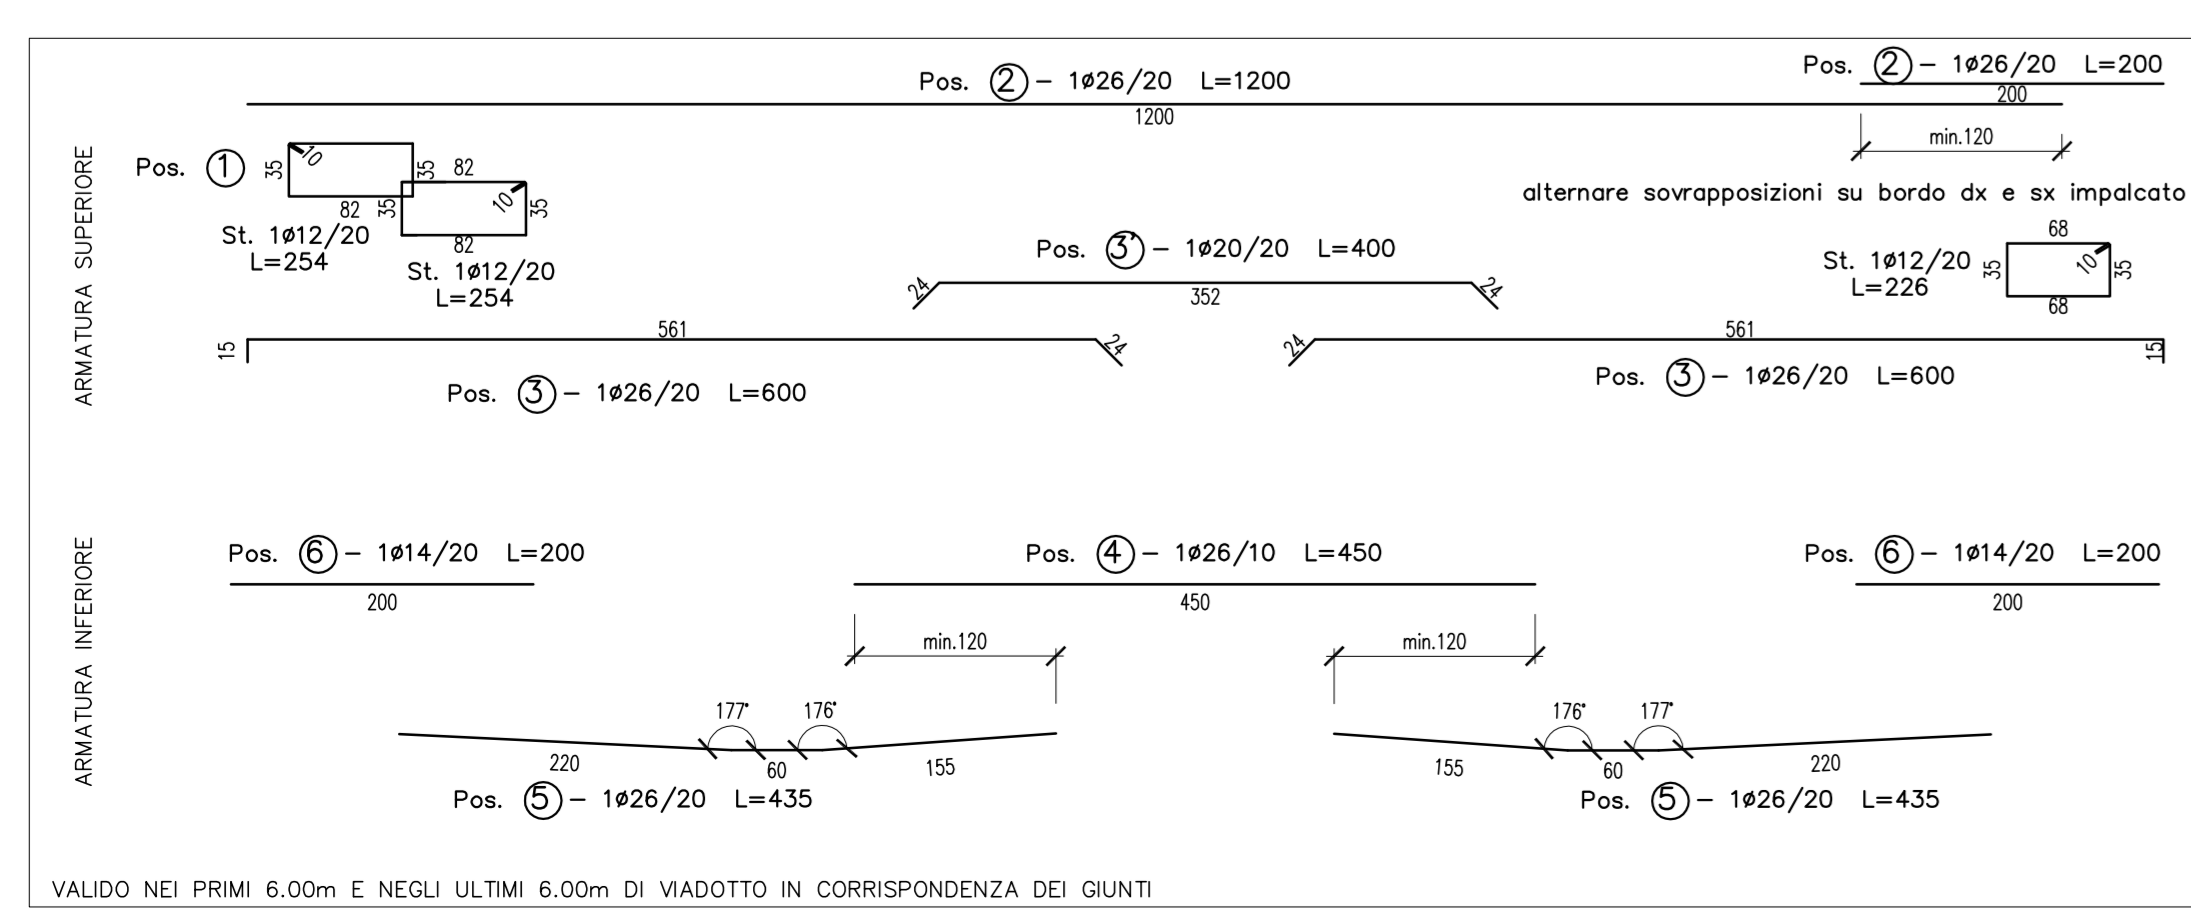 ARMATURA SUPERIORE
Pos. 2 – 1ø26/20 L=1200
1200
Pos. 2 – 1ø26/20 L=200
200
min.120
alternare sovrapposizioni su bordo dx e sx impalcato
Pos. 1
35
10
35
82
St. 1ø12/20
L=254
82
35
10
35
82
St. 1ø12/20
L=254
Pos. 3' – 1ø20/20 L=400
24
352
24
68
St. 1ø12/20
L=226
35
10
35
68
15
561
24
Pos. 3 – 1ø26/20 L=600
24
561
15
Pos. 3 – 1ø26/20 L=600
ARMATURA INFERIORE
Pos. 6 – 1ø14/20 L=200
200
Pos. 4 – 1ø26/10 L=450
450
Pos. 6 – 1ø14/20 L=200
200
min.120
min.120
177°
176°
220
60
155
Pos. 5 – 1ø26/20 L=435
176°
177°
155
60
220
Pos. 5 – 1ø26/20 L=435
VALIDO NEI PRIMI 6.00m E NEGLI ULTIMI 6.00m DI VIADOTTO IN CORRISPONDENZA DEI GIUNTI